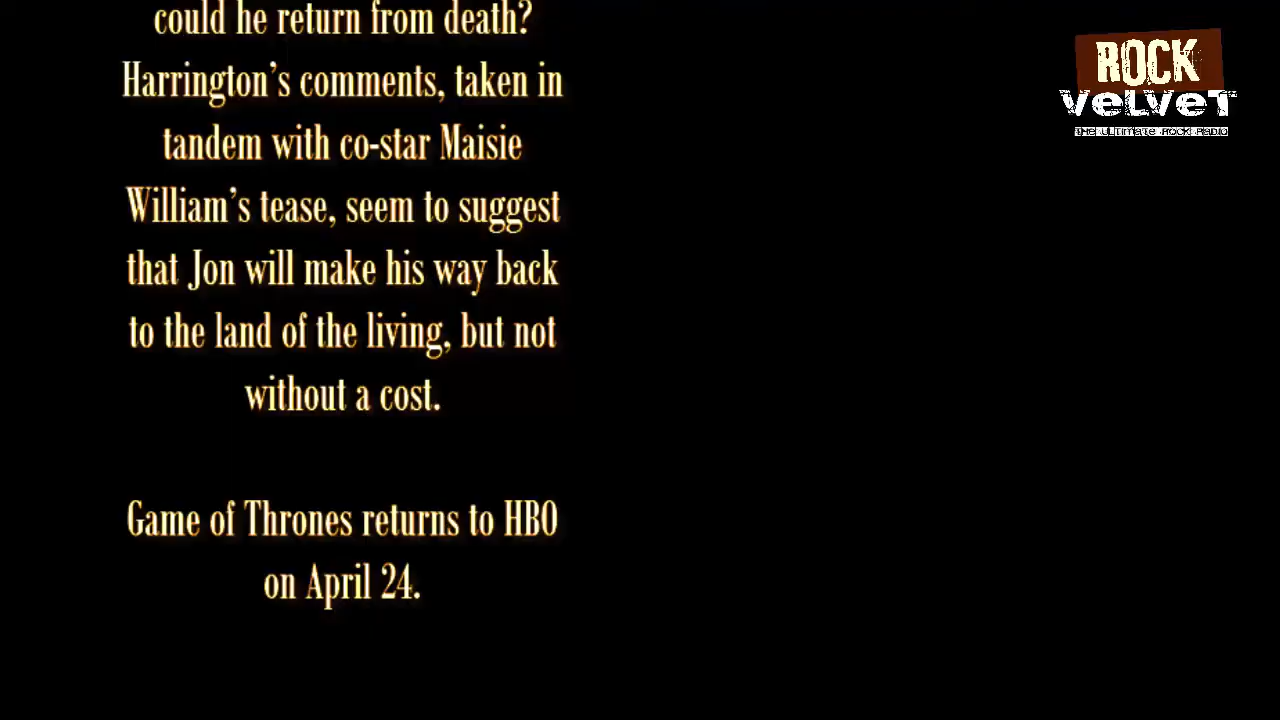 could he return from death?
Harrington's comments, taken in
tandem with co-star Maisie
William's tease, seem to suggest
that Jon will make his way back
to the land of the living, but not
without a cost.
Game of Thrones returns to HBO
on April 24.
ROCK
VELVET
THE ULTIMATE ROCK RADIO